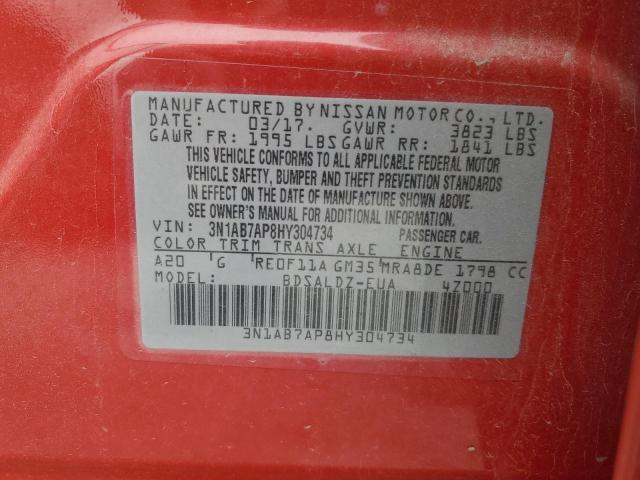 MANUFACTURED BY NISSAN MOTOR CO., LTD.
DATE: 03/17. GVWR: 3823 LBS
GAWR FR: 1995 LBS GAWR RR: 1841 LBS
THIS VEHICLE CONFORMS TO ALL APPLICABLE FEDERAL MOTOR
VEHICLE SAFETY, BUMPER AND THEFT PREVENTION STANDARDS
IN EFFECT ON THE DATE OF MANUFACTURE SHOWN ABOVE.
SEE OWNER'S MANUAL FOR ADDITIONAL INFORMATION.
VIN: 3N1AB7AP8HY304734 PASSENGER CAR.
COLOR TRIM TRANS AXLE ENGINE
A20 G RE0F11A GM35 MRA8DE 1798 CC
MODEL: BDSALDZ-EUA 4Z000
3N1AB7AP8HY304734